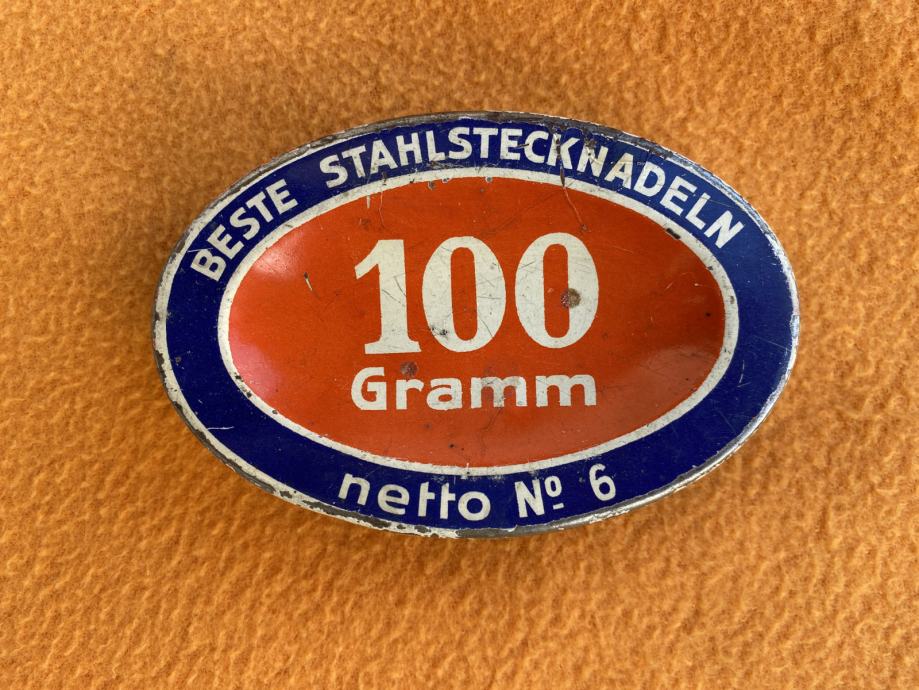 BESTE STAHLSTECKNADELN
100
Gramm
netto Nº 6